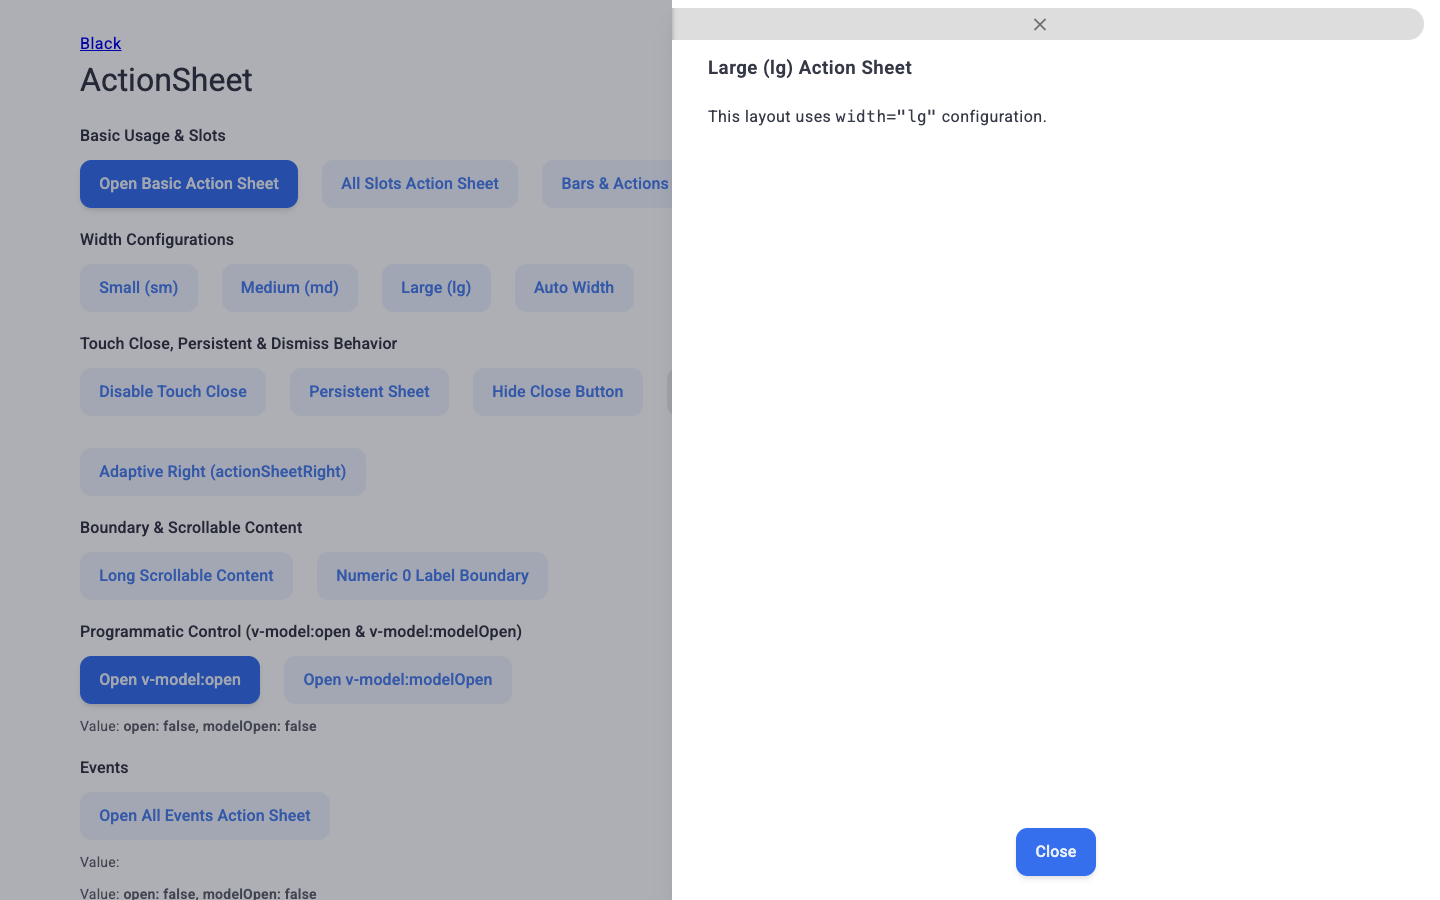 Black
ActionSheet
Basic Usage & Slots
Open Basic Action Sheet
All Slots Action Sheet
Bars & Actions
Width Configurations
Small (sm)
Medium (md)
Large (lg)
Auto Width
Touch Close, Persistent & Dismiss Behavior
Disable Touch Close
Persistent Sheet
Hide Close Button
Adaptive Right (actionSheetRight)
Boundary & Scrollable Content
Long Scrollable Content
Numeric 0 Label Boundary
Programmatic Control (v-model:open & v-model:modelOpen)
Open v-model:open
Open v-model:modelOpen
Value: open: false, modelOpen: false
Events
Open All Events Action Sheet
Value:
Value: open: false, modelOpen: false
Large (lg) Action Sheet
This layout uses width="lg" configuration.
Close